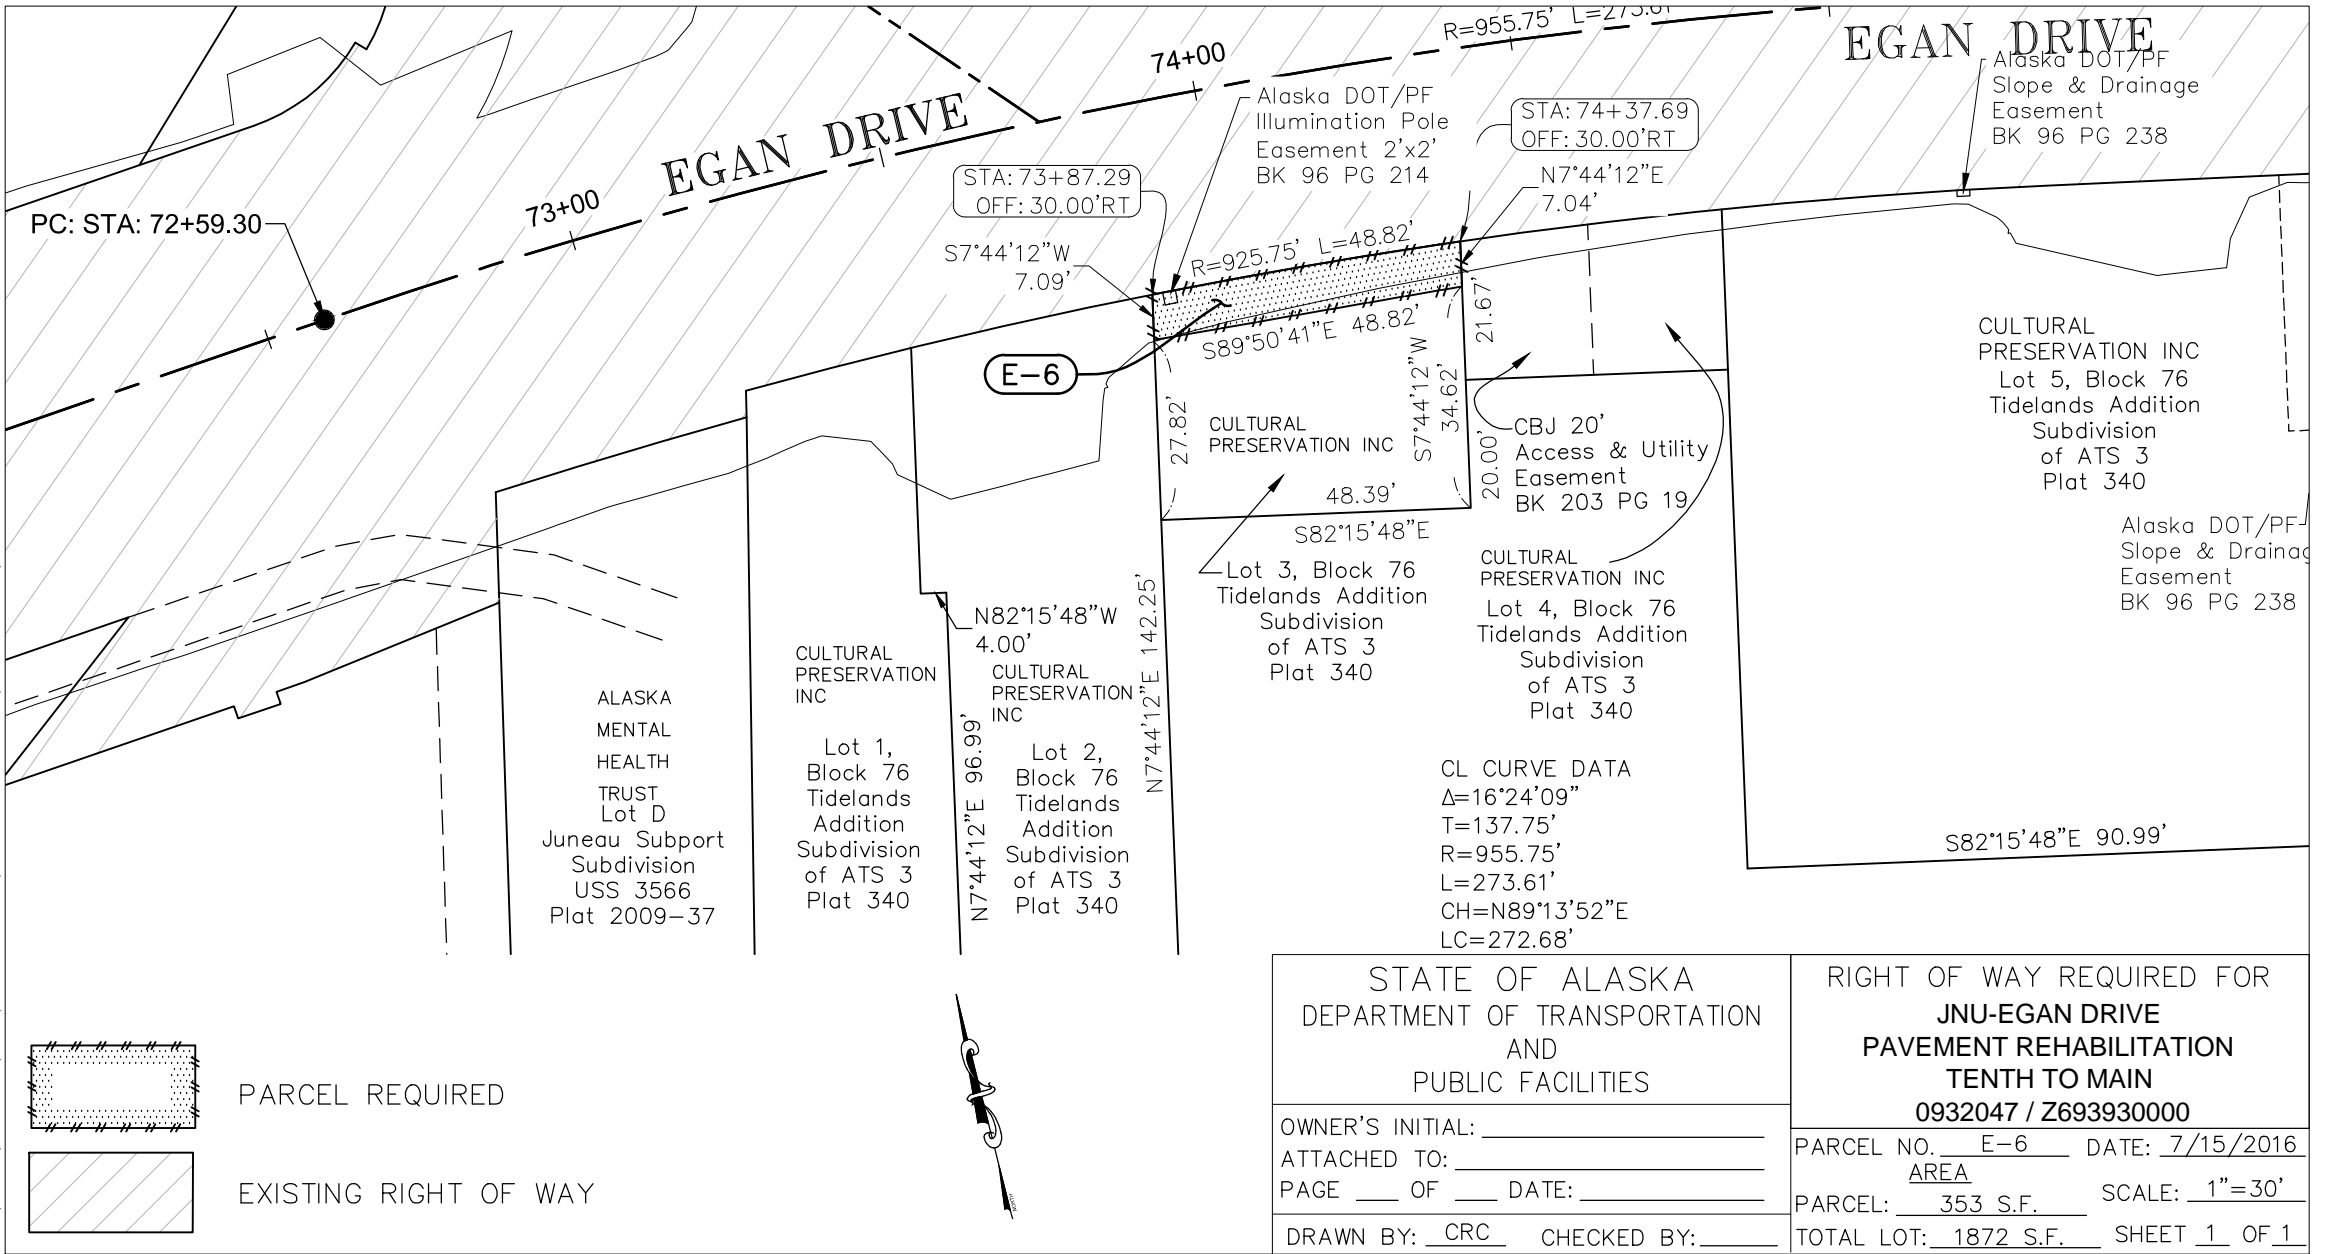 R=955.75' L=273.61'
EGAN DRIVE
74+00
Alaska DOT/PF
Slope & Drainage
Easement
BK 96 PG 238
Alaska DOT/PF
Illumination Pole
Easement 2'x2'
BK 96 PG 214
STA: 74+37.69
OFF: 30.00'RT
EGAN DRIVE
STA: 73+87.29
OFF: 30.00'RT
N7°44'12"E
7.04'
73+00
PC: STA: 72+59.30
S7°44'12"W
7.09'
R=925.75' L=48.82'
S89°50'41"E 48.82'
21.67'
E-6
27.82'
S7°44'12"W
34.62'
20.00'
CULTURAL
PRESERVATION INC
48.39'
S82°15'48"E
CBJ 20'
Access & Utility
Easement
BK 203 PG 19
CULTURAL
PRESERVATION INC
Lot 5, Block 76
Tidelands Addition
Subdivision
of ATS 3
Plat 340
Alaska DOT/PF
Slope & Drainag
Easement
BK 96 PG 238
Lot 3, Block 76
Tidelands Addition
Subdivision
of ATS 3
Plat 340
CULTURAL
PRESERVATION INC
Lot 4, Block 76
Tidelands Addition
Subdivision
of ATS 3
Plat 340
N82°15'48"W
4.00'
N7°44'12"E 142.25'
ALASKA
MENTAL
HEALTH
TRUST
Lot D
Juneau Subport
Subdivision
USS 3566
Plat 2009-37
CULTURAL
PRESERVATION
INC
Lot 1,
Block 76
Tidelands
Addition
Subdivision
of ATS 3
Plat 340
N7°44'12"E 96.99'
CULTURAL
PRESERVATION
INC
Lot 2,
Block 76
Tidelands
Addition
Subdivision
of ATS 3
Plat 340
CL CURVE DATA
Δ=16°24'09"
T=137.75'
R=955.75'
L=273.61'
CH=N89°13'52"E
LC=272.68'
S82°15'48"E 90.99'
PARCEL REQUIRED
EXISTING RIGHT OF WAY
NORTH
STATE OF ALASKA
DEPARTMENT OF TRANSPORTATION
AND
PUBLIC FACILITIES
OWNER'S INITIAL:
ATTACHED TO:
PAGE ___ OF ___ DATE:
DRAWN BY: CRC CHECKED BY:
RIGHT OF WAY REQUIRED FOR
JNU-EGAN DRIVE
PAVEMENT REHABILITATION
TENTH TO MAIN
0932047 / Z693930000
PARCEL NO. E-6 DATE: 7/15/2016
AREA
PARCEL: 353 S.F. SCALE: 1"=30'
TOTAL LOT: 1872 S.F. SHEET 1 OF 1